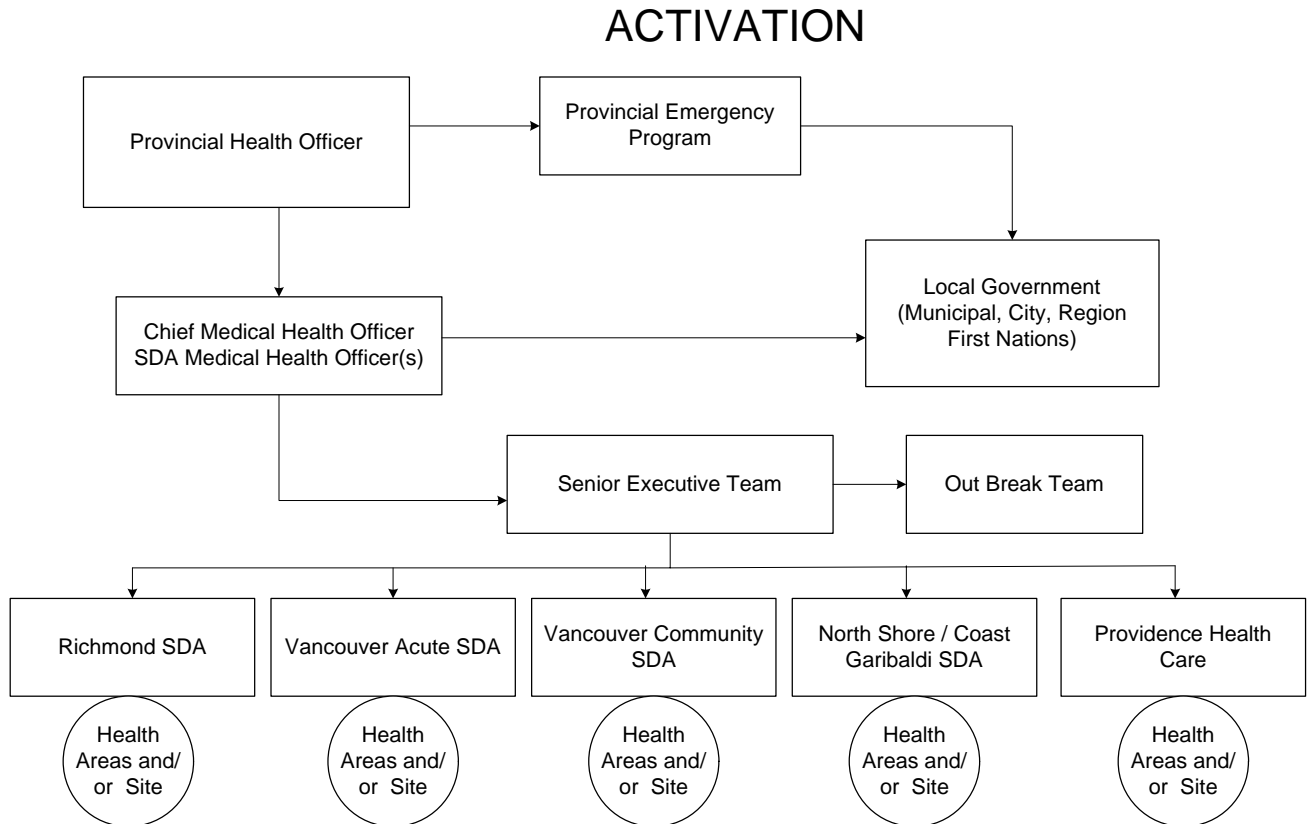 ACTIVATION
Provincial Health Officer
Provincial Emergency
Program
Local Government
(Municipal, City, Region
First Nations)
Chief Medical Health Officer
SDA Medical Health Officer(s)
Senior Executive Team
Out Break Team
Richmond SDA
Vancouver Acute SDA
Vancouver Community
SDA
North Shore / Coast
Garibaldi SDA
Providence Health
Care
Health
Areas and/
or Site
Health
Areas and/
or Site
Health
Areas and/
or Site
Health
Areas and/
or Site
Health
Areas and/
or Site